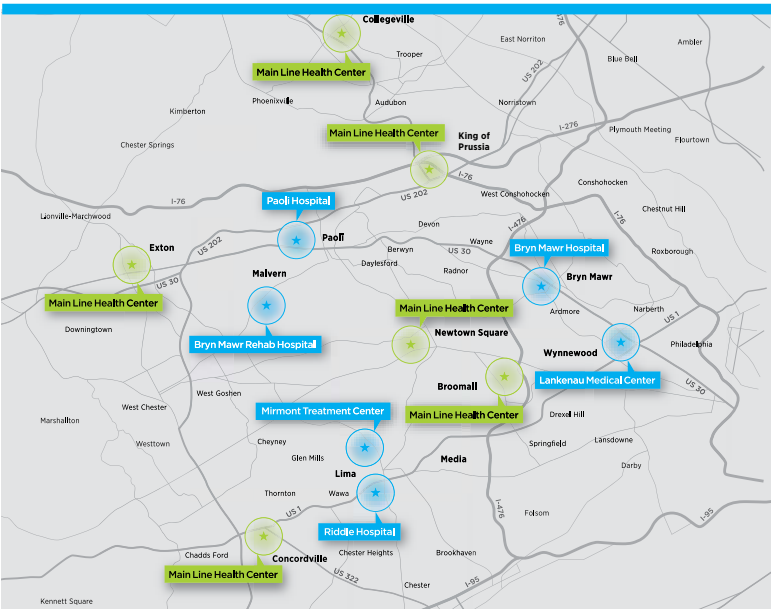 Collegeville
I-476
East Norriton
Ambler
Trooper
Blue Bell
Main Line Health Center
US 202
Phoenixville
Audubon
Norristown
Kimberton
I-276
Main Line Health Center
King of
Prussia
Plymouth Meeting
Flourtown
Chester Springs
I-76
Conshohocken
West Conshohocken
US 202
I-76
Paoli Hospital
Chestnut Hill
Lionville-Marchwood
I-76
Devon
I-476
Paoli
US 202
Wayne
Exton
Berwyn
US 30
Bryn Mawr Hospital
Roxborough
Daylesford
Radnor
Malvern
Bryn Mawr
US 30
Main Line Health Center
Main Line Health Center
Ardmore
Narberth
US 1
Downingtown
Newtown Square
Bryn Mawr Rehab Hospital
Philadelphia
Wynnewood
Lankenau Medical Center
US 30
Broomall
West Goshen
West Chester
Mirmont Treatment Center
Main Line Health Center
Drexel Hill
Marshallton
Westtown
Cheyney
Springfield
Lansdowne
Glen Mills
Media
Darby
Lima
Thornton
Wawa
I-476
US 1
Folsom
I-95
Riddle Hospital
Chadds Ford
Concordville
Chester Heights
Brookhaven
Main Line Health Center
US 322
Chester
I-95
Kennett Square